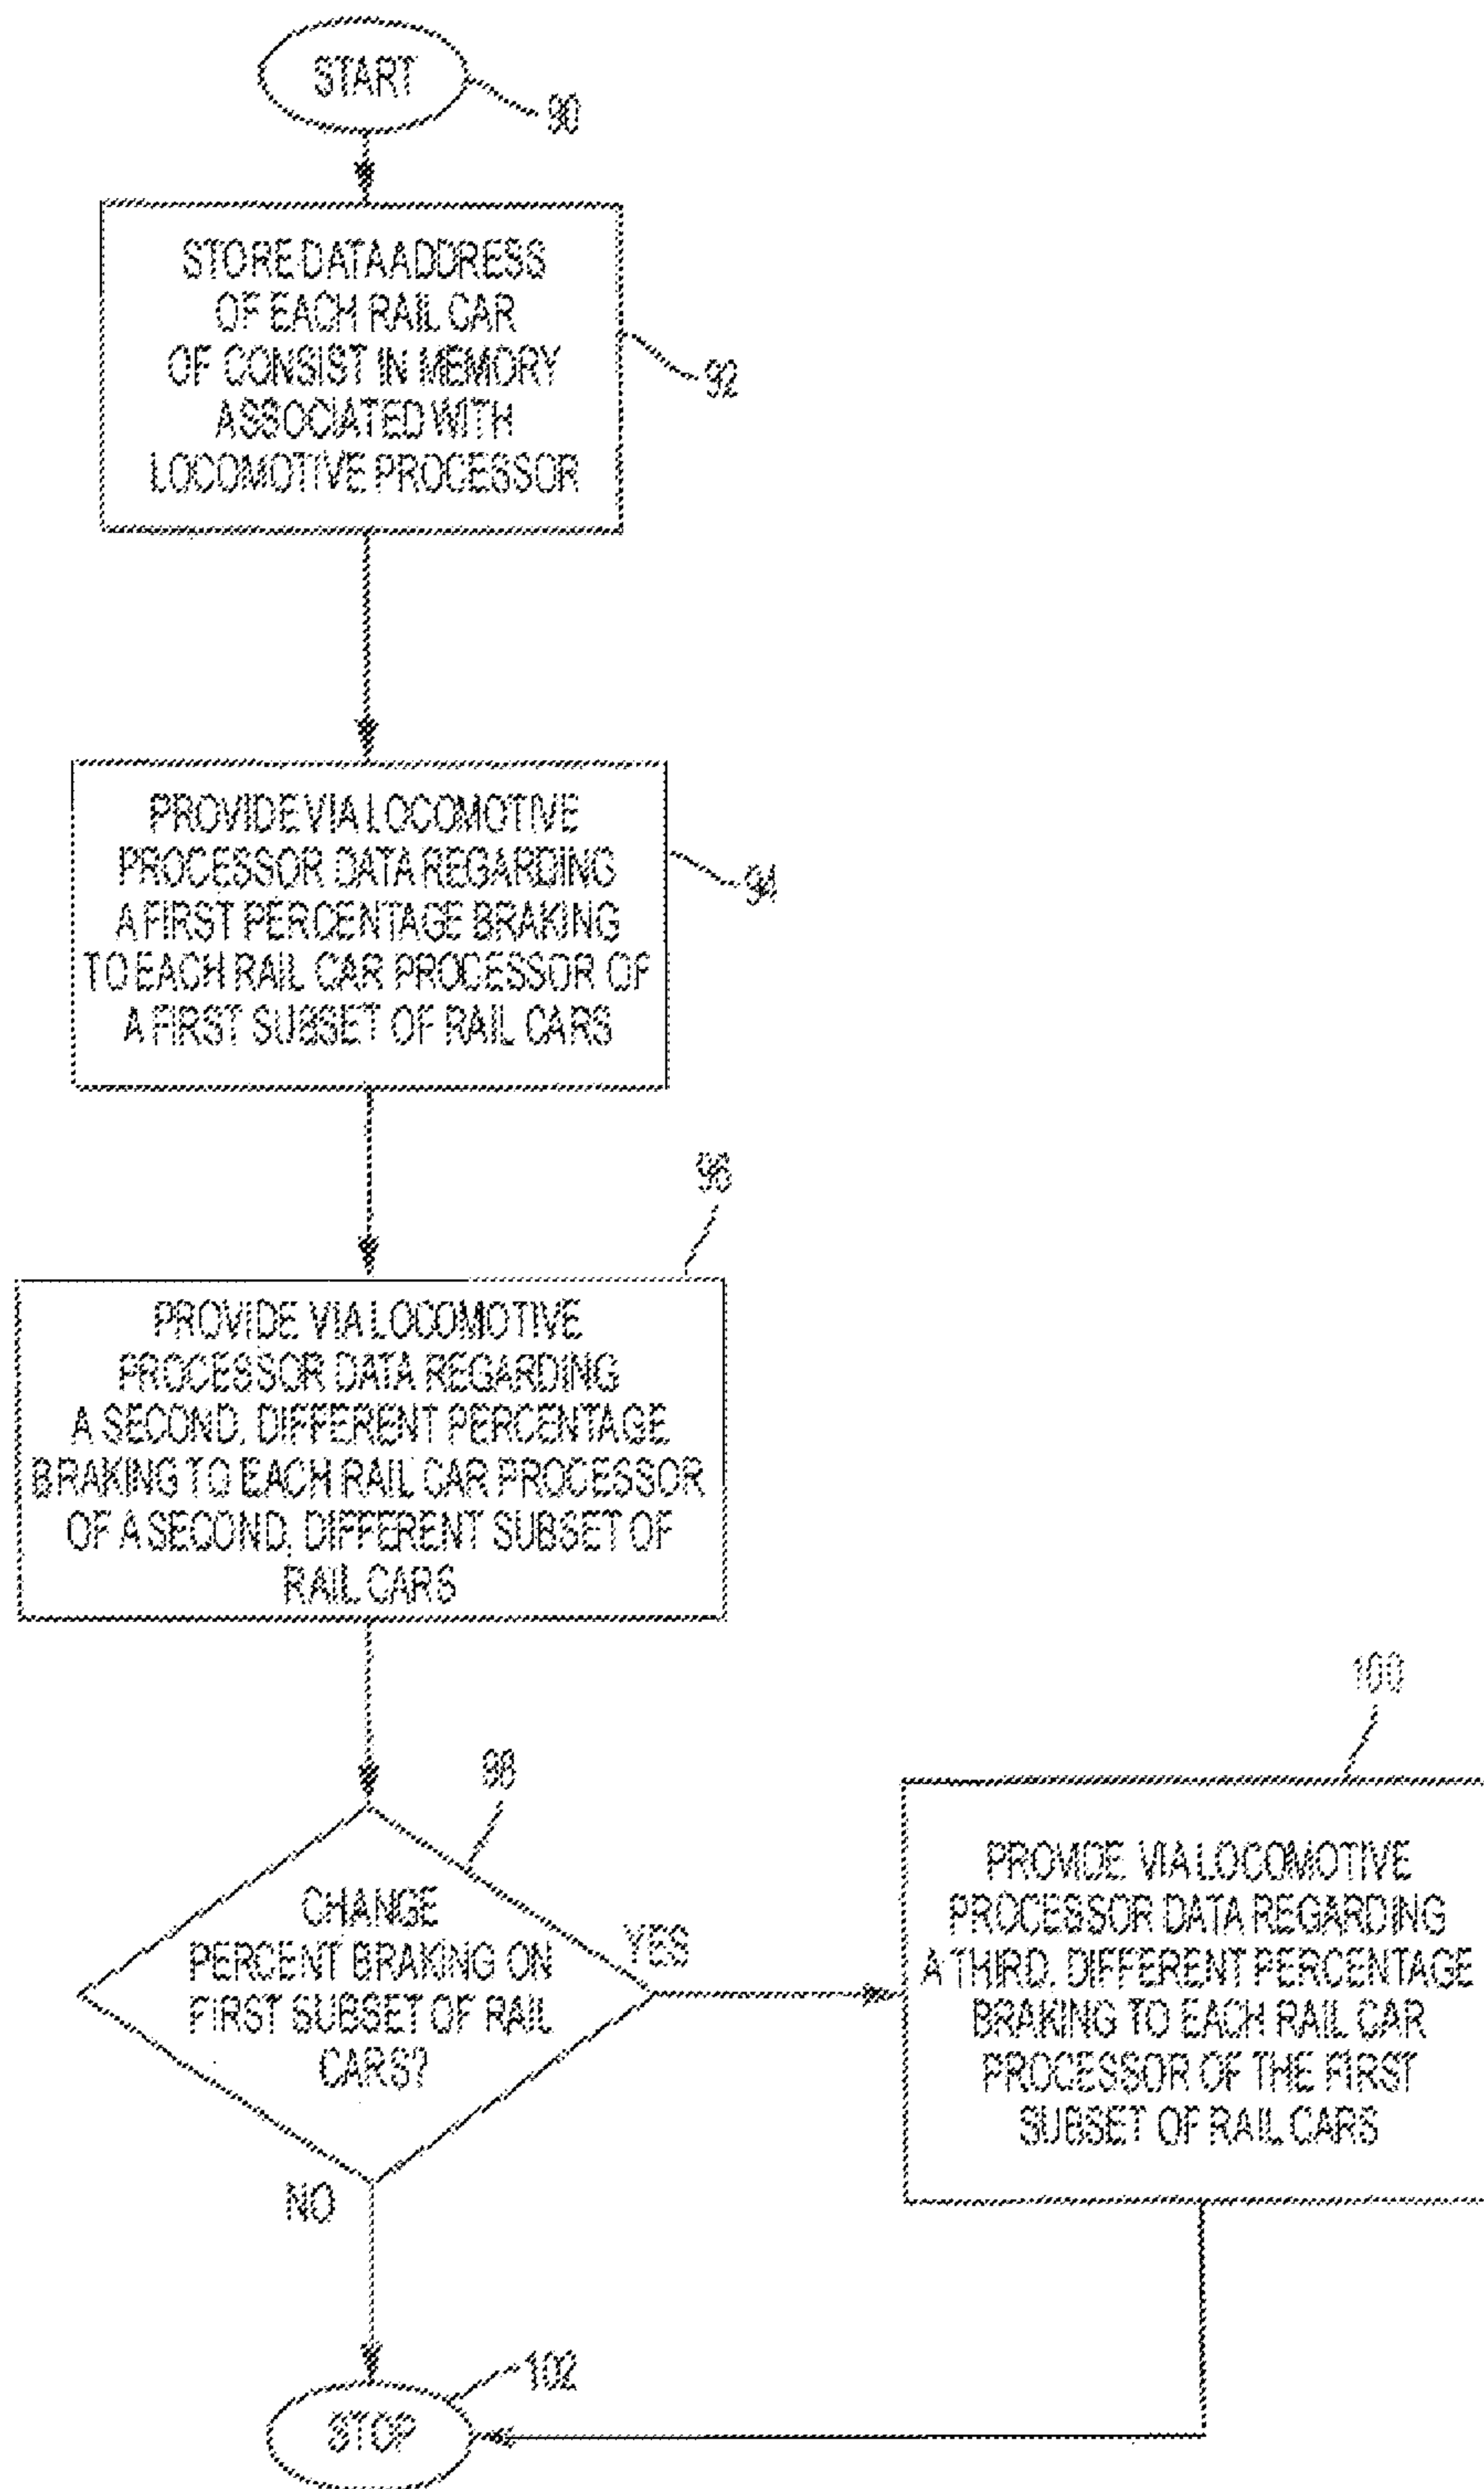 START
90
STORE DATA ADDRESS
OF EACH RAIL CAR
OF CONSIST IN MEMORY
ASSOCIATED WITH
LOCOMOTIVE PROCESSOR
92
PROVIDE VIA LOCOMOTIVE
PROCESSOR DATA REGARDING
A FIRST PERCENTAGE BRAKING
TO EACH RAIL CAR PROCESSOR OF
A FIRST SUBSET OF RAIL CARS
94
96
PROVIDE VIA LOCOMOTIVE
PROCESSOR DATA REGARDING
A SECOND, DIFFERENT PERCENTAGE
BRAKING TO EACH RAIL CAR PROCESSOR
OF A SECOND, DIFFERENT SUBSET OF
RAIL CARS
98
CHANGE
PERCENT BRAKING ON
FIRST SUBSET OF RAIL
CARS?
YES
NO
100
PROVIDE VIA LOCOMOTIVE
PROCESSOR DATA REGARDING
A THIRD, DIFFERENT PERCENTAGE
BRAKING TO EACH RAIL CAR
PROCESSOR OF THE FIRST
SUBSET OF RAIL CARS
102
STOP